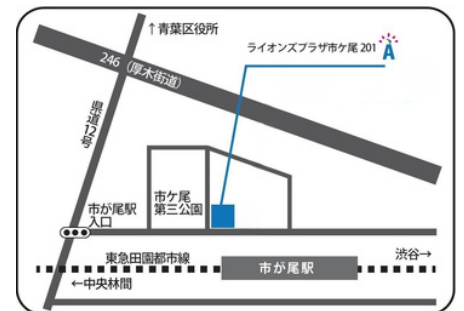 ↑青葉区役所
ライオンズプラザ市ケ尾 201
246（厚木街道）
県道12号
市が尾駅
入口
市ケ尾
第三公園
東急田園都市線
市が尾駅
渋谷→
←中央林間